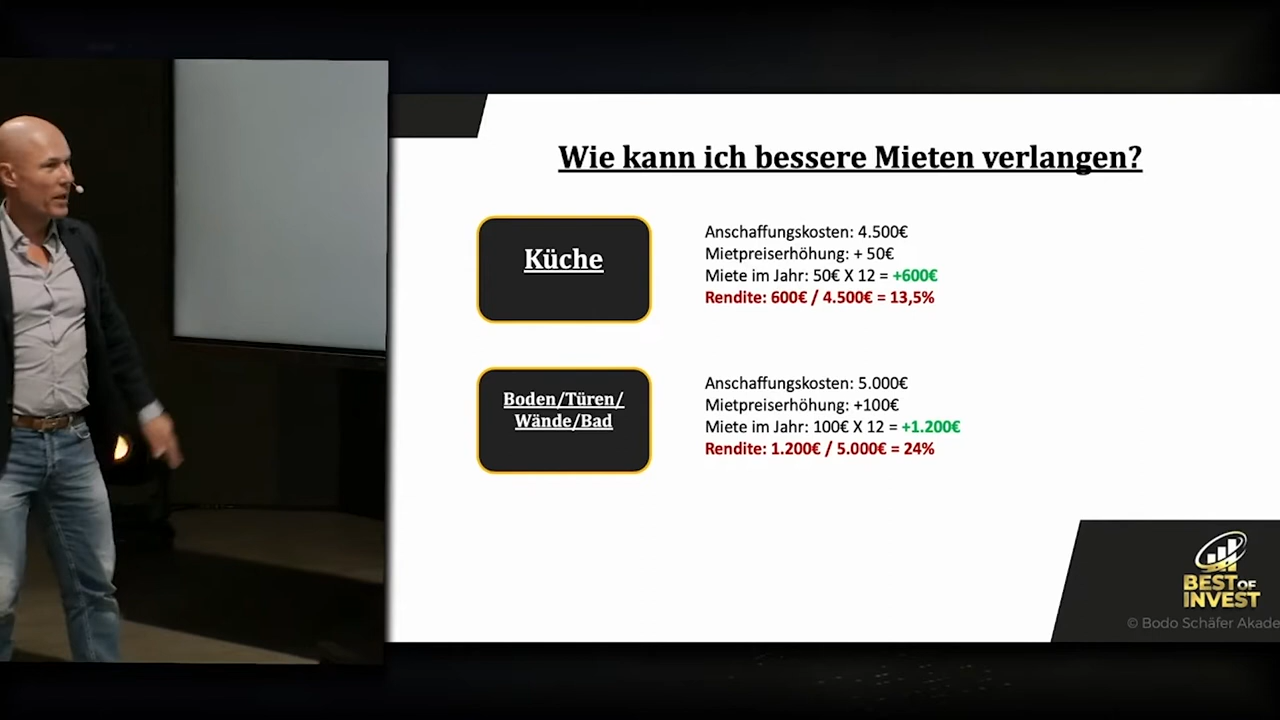 Wie kann ich bessere Mieten verlangen?
Küche
Anschaffungskosten: 4.500€
Mietpreiserhöhung: + 50€
Miete im Jahr: 50€ X 12 = +600€
Rendite: 600€ / 4.500€ = 13,5%
Boden/Türen/
Wände/Bad
Anschaffungskosten: 5.000€
Mietpreiserhöhung: +100€
Miete im Jahr: 100€ X 12 = +1.200€
Rendite: 1.200€ / 5.000€ = 24%
BEST OF
INVEST
© Bodo Schäfer Akade